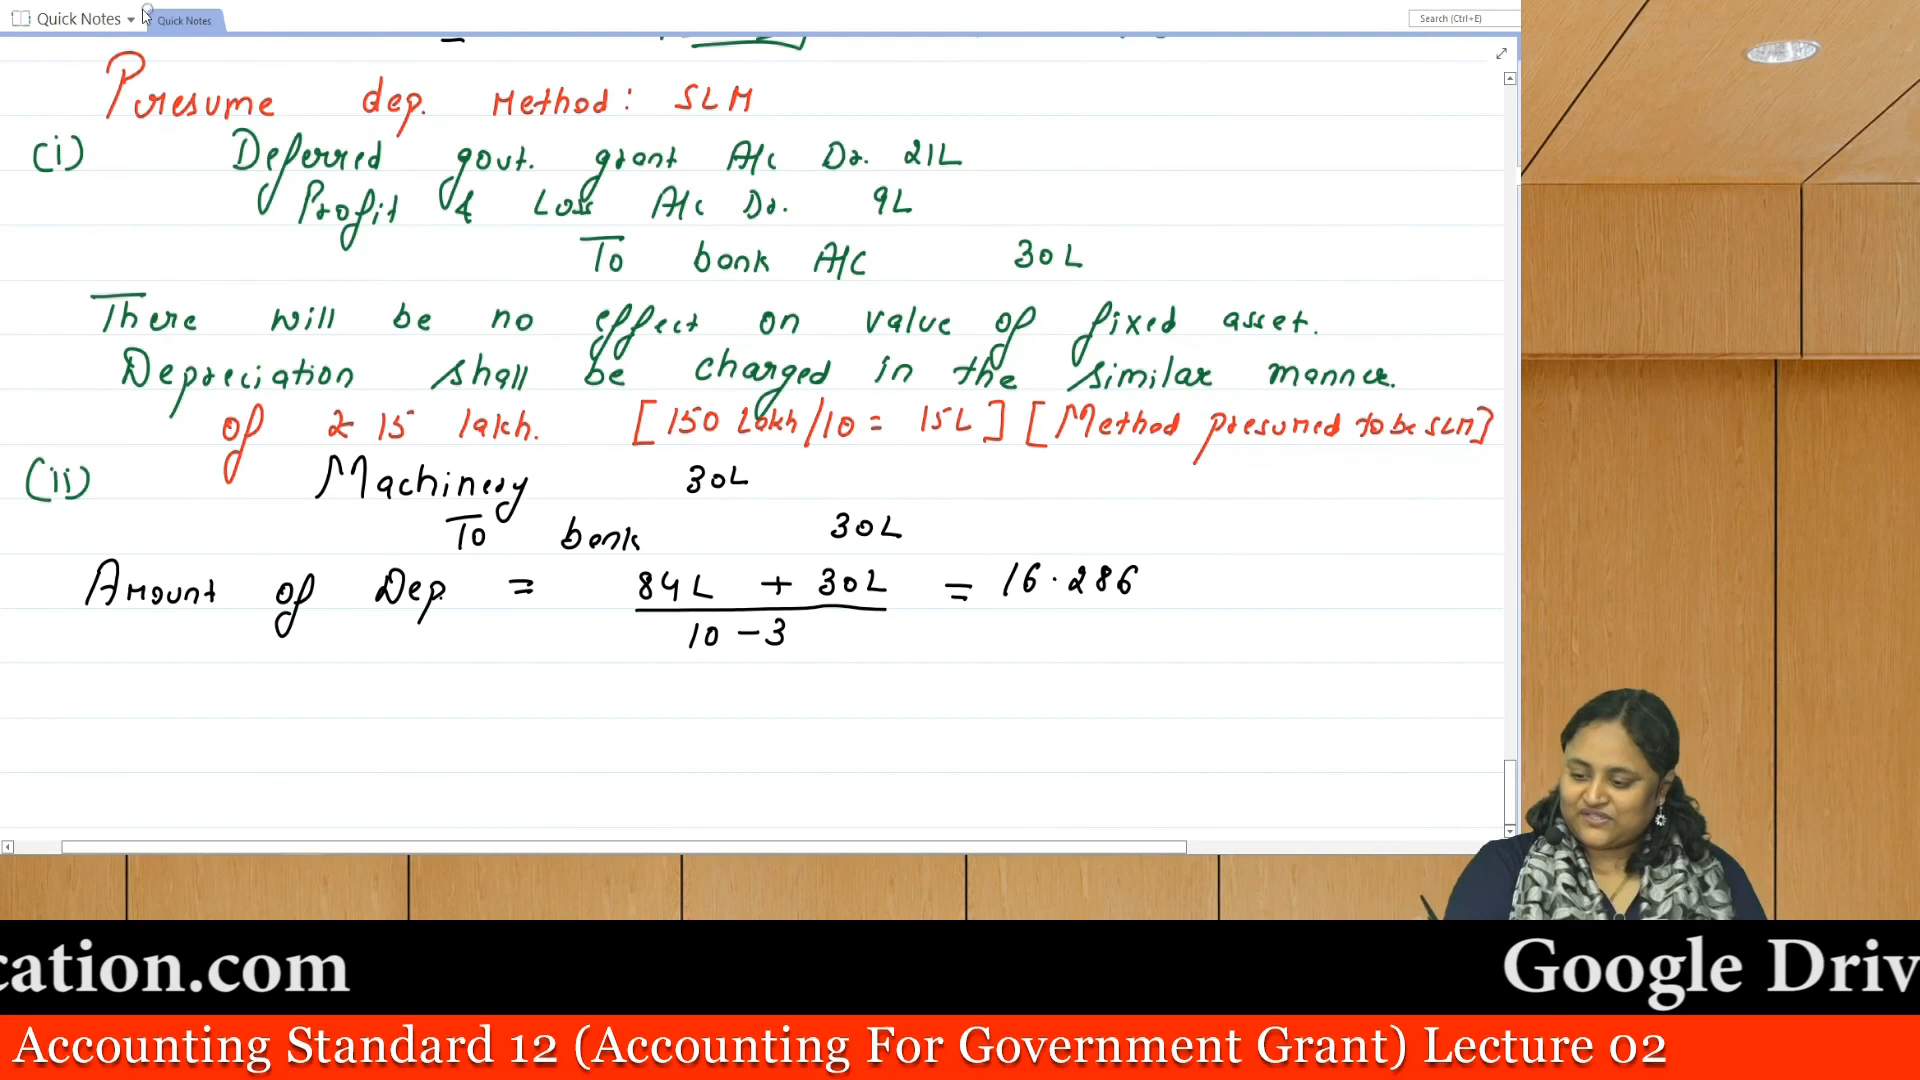 Quick Notes
Quick Notes
Search (Ctrl+E)
Presume dep. Method: SLM
(i) Deferred govt. grant A/c Dr. 21L
Profit & Loss A/c Dr. 9L
To bank A/C 30L
There will be no effect on value of fixed asset.
Depreciation shall be charged in the similar manner.
of ₹ 15 lakh. [150 Lakh/10 = 15L] [Method presumed to be SLM]
(ii) Machinery 30L
To bank 30L
Amount of Dep. = 84L + 30L = 16.286
10 - 3
cation.com
Google Driv
Accounting Standard 12 (Accounting For Government Grant) Lecture 02